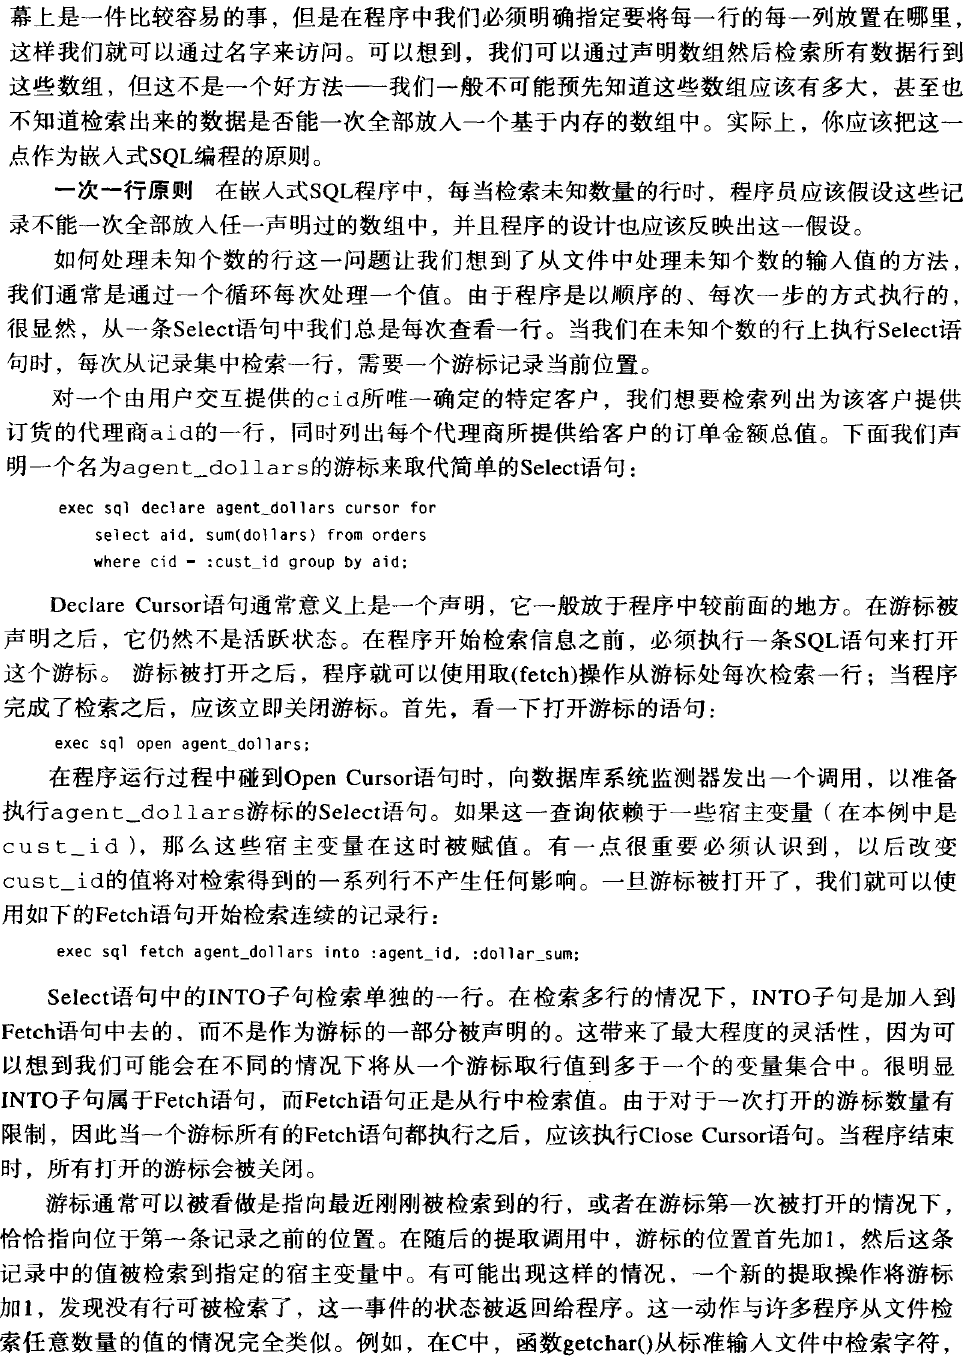 幕上是一件比较容易的事，但是在程序中我们必须明确指定要将每一行的每一列放置在哪里，
这样我们就可以通过名字来访问。可以想到，我们可以通过声明数组然后检索所有数据行到
这些数组，但这不是一个好方法——我们一般不可能预先知道这些数组应该有多大，甚至也
不知道检索出来的数据是否能一次全部放入一个基于内存的数组中。实际上，你应该把这一
点作为嵌入式SQL编程的原则。
一次一行原则 在嵌入式SQL程序中，每当检索未知数量的行时，程序员应该假设这些记
录不能一次全部放入任一声明过的数组中，并且程序的设计也应该反映出这一假设。
如何处理未知个数的行这一问题让我们想到了从文件中处理未知个数的输入值的方法，
我们通常是通过一个循环每次处理一个值。由于程序是以顺序的、每次一步的方式执行的，
很显然，从一条Select语句中我们总是每次查看一行。当我们在未知个数的行上执行Select语
句时，每次从记录集中检索一行，需要一个游标记录当前位置。
对一个由用户交互提供的cid所唯一确定的特定客户，我们想要检索列出为该客户提供
订货的代理商aid的一行，同时列出每个代理商所提供给客户的订单金额总值。下面我们声
明一个名为agent_dollars的游标来取代简单的Select语句：
exec sql declare agent_dollars cursor for
select aid, sum(dollars) from orders
where cid = :cust_id group by aid;
Declare Cursor语句通常意义上是一个声明，它一般放于程序中较前面的地方。在游标被
声明之后，它仍然不是活跃状态。在程序开始检索信息之前，必须执行一条SQL语句来打开
这个游标。 游标被打开之后，程序就可以使用取(fetch)操作从游标处每次检索一行；当程序
完成了检索之后，应该立即关闭游标。首先，看一下打开游标的语句：
exec sql open agent_dollars;
在程序运行过程中碰到Open Cursor语句时，向数据库系统监测器发出一个调用，以准备
执行agent_dollars游标的Select语句。如果这一查询依赖于一些宿主变量（在本例中是
cust_id），那么这些宿主变量在这时被赋值。有一点很重要必须认识到，以后改变
cust_id的值将对检索得到的一系列行不产生任何影响。一旦游标被打开了，我们就可以使
用如下的Fetch语句开始检索连续的记录行：
exec sql fetch agent_dollars into :agent_id, :dollar_sum;
Select语句中的INTO子句检索单独的一行。在检索多行的情况下，INTO子句是加入到
Fetch语句中去的，而不是作为游标的一部分被声明的。这带来了最大程度的灵活性，因为可
以想到我们可能会在不同的情况下将从一个游标取行值到多于一个的变量集合中。很明显
INTO子句属于Fetch语句，而Fetch语句正是从行中检索值。由于对于一次打开的游标数量有
限制，因此当一个游标所有的Fetch语句都执行之后，应该执行Close Cursor语句。当程序结束
时，所有打开的游标会被关闭。
游标通常可以被看做是指向最近刚刚被检索到的行，或者在游标第一次被打开的情况下，
恰恰指向位于第一条记录之前的位置。在随后的提取调用中，游标的位置首先加1，然后这条
记录中的值被检索到指定的宿主变量中。有可能出现这样的情况，一个新的提取操作将游标
加1，发现没有行可被检索了，这一事件的状态被返回给程序。这一动作与许多程序从文件检
索任意数量的值的情况完全类似。例如，在C中，函数getchar()从标准输入文件中检索字符，